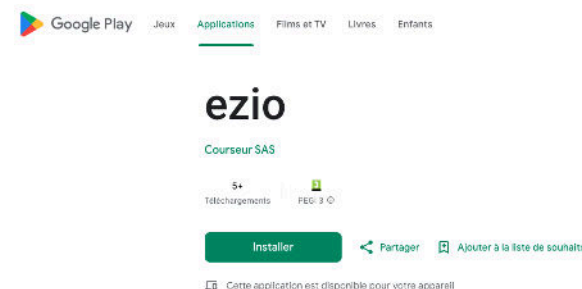 Google Play Jeux Applications Films et TV Livres Enfants
ezio
Courseur SAS
5+
3
Téléchargements PEGI 3
Installer Partager Ajouter à la liste de souhaits
Cette application est disponible pour votre appareil